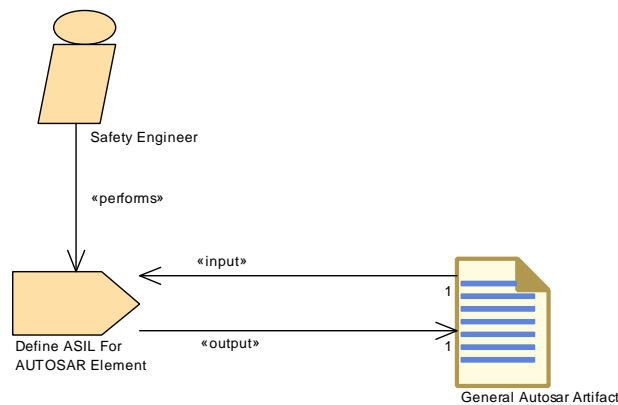 Safety Engineer
«performs»
«input»
1
«output»
1
Define ASIL For
AUTOSAR Element
General Autosar Artifact